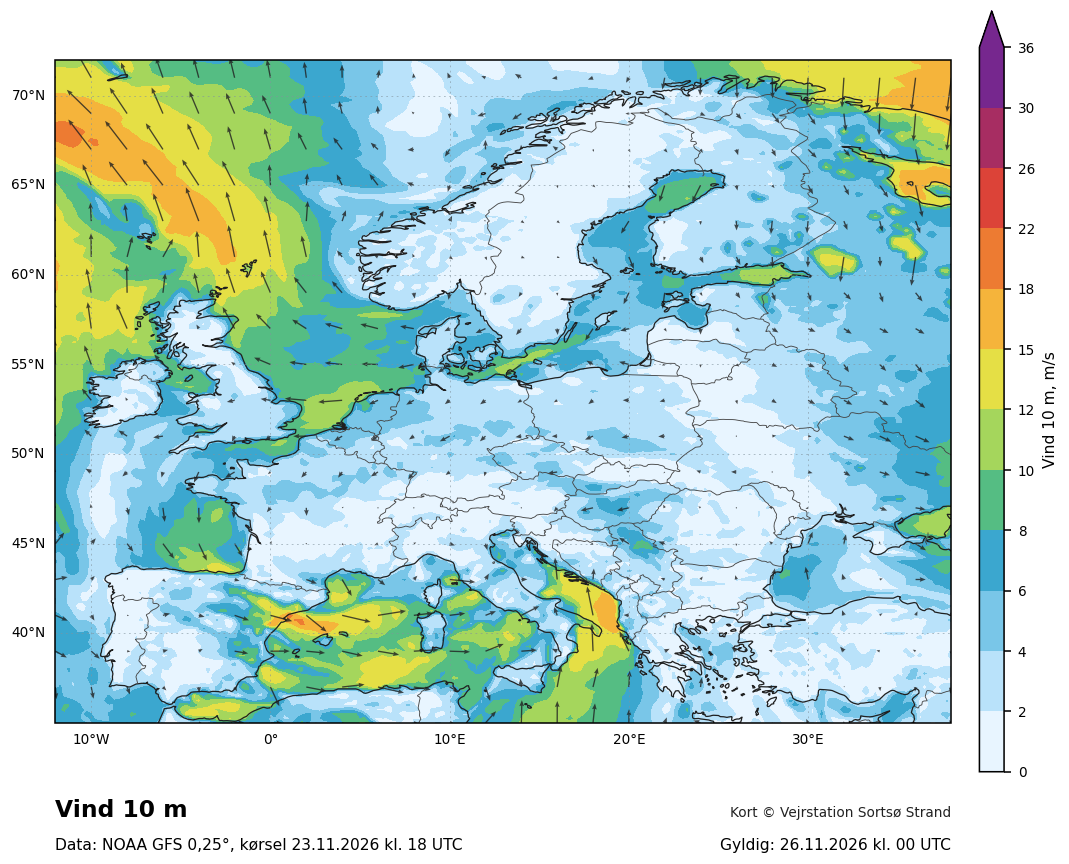 36
30
26
22
18
15
12
10
8
6
4
2
0
Vind 10 m, m/s
70°N
65°N
60°N
55°N
50°N
45°N
40°N
10°W
0°
10°E
20°E
30°E
Vind 10 m
Kort © Vejrstation Sortsø Strand
Data: NOAA GFS 0,25°, kørsel 23.11.2026 kl. 18 UTC
Gyldig: 26.11.2026 kl. 00 UTC